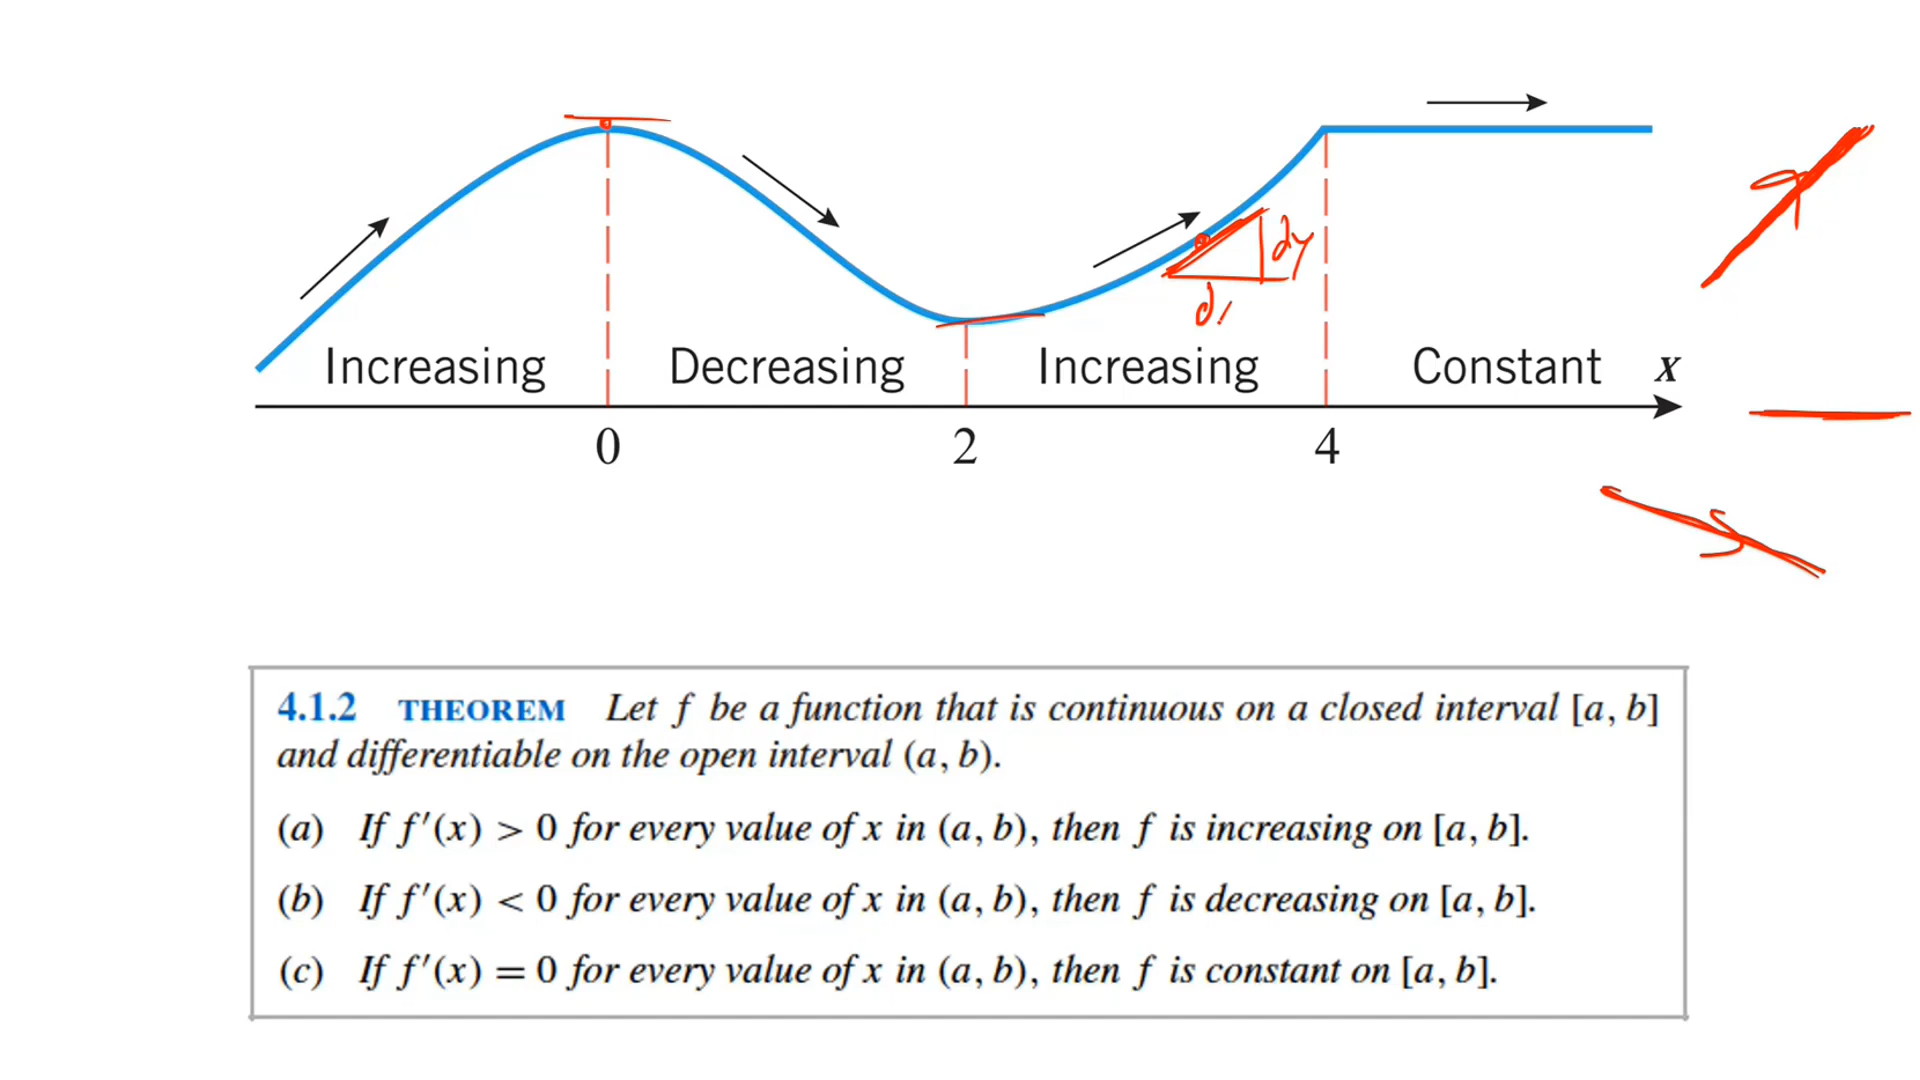 dy
Increasing Decreasing Increasing Constant x
0 2 4
4.1.2 THEOREM Let f be a function that is continuous on a closed interval [a, b]
and differentiable on the open interval (a, b).
(a) If f′(x) > 0 for every value of x in (a, b), then f is increasing on [a, b].
(b) If f′(x) < 0 for every value of x in (a, b), then f is decreasing on [a, b].
(c) If f′(x) = 0 for every value of x in (a, b), then f is constant on [a, b].